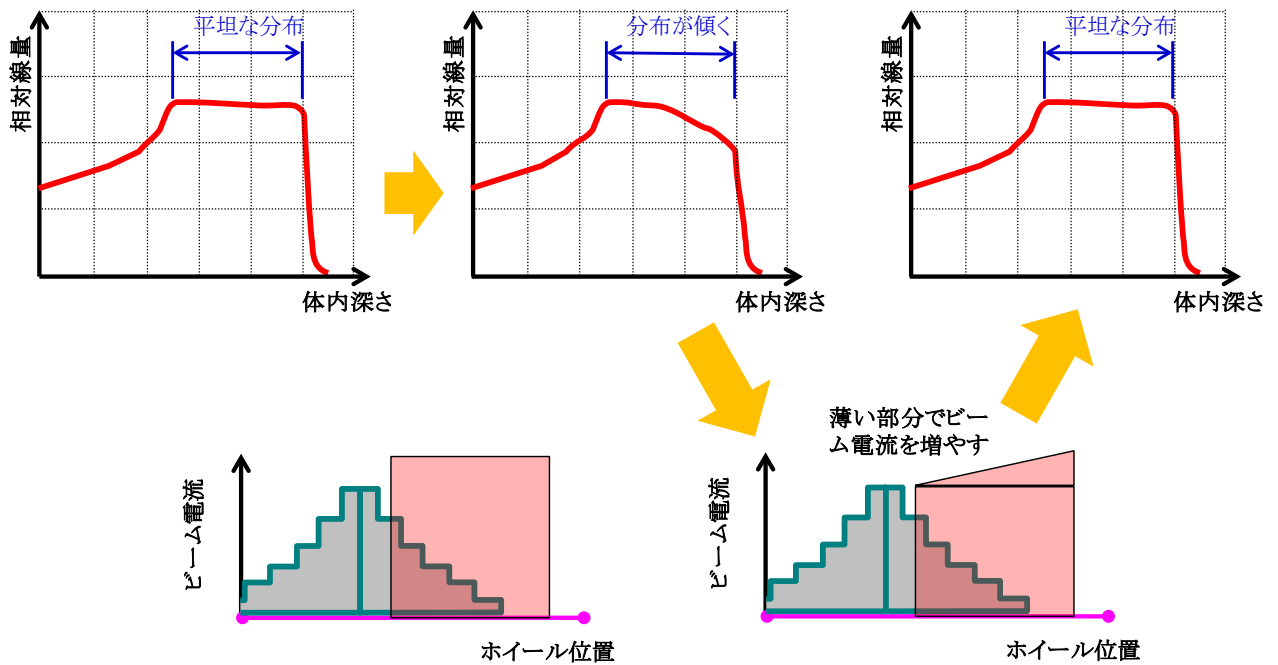 平坦な分布
相対線量
体内深さ
分布が傾く
相対線量
体内深さ
平坦な分布
相対線量
体内深さ
ビーム電流
ホイール位置
薄い部分でビー
ム電流を増やす
ビーム電流
ホイール位置